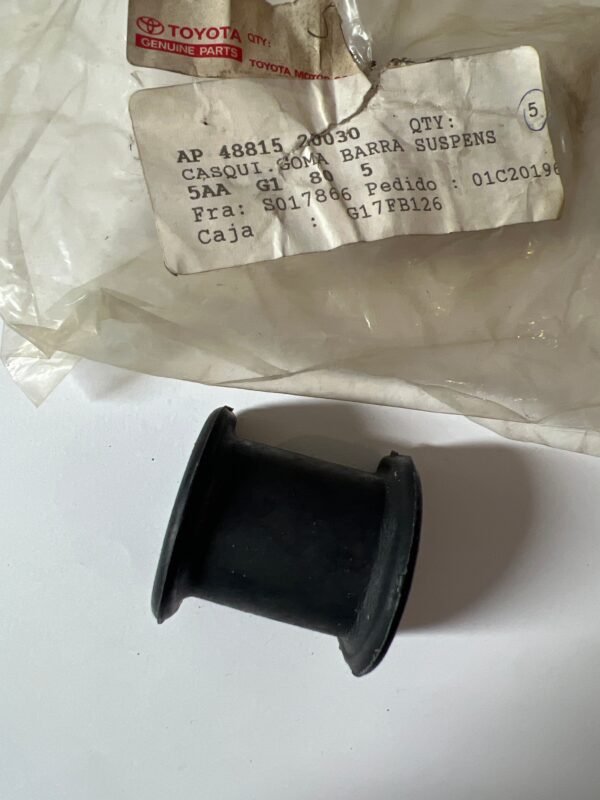 TOYOTA QTY:
GENUINE PARTS
TOYOTA MOTOR
AP 48815 20030 QTY: 5
CASQUI.GOMA BARRA SUSPENS
5AA G1 80 5
Fra: S017866 Pedido : 01C20196
Caja : G17FB126